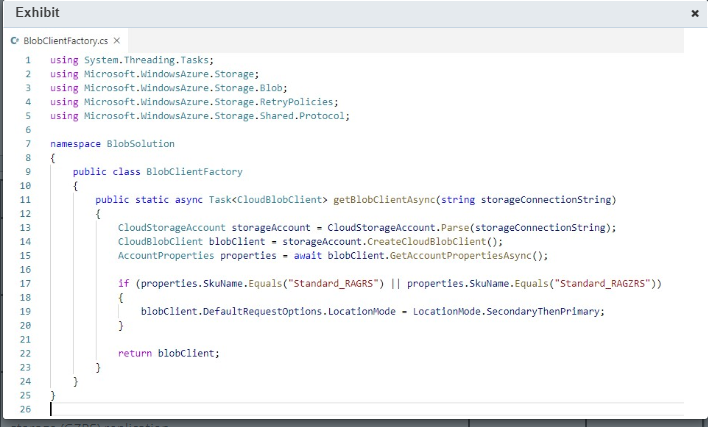 Exhibit
BlobClientFactory.cs
1 using System.Threading.Tasks;
2 using Microsoft.WindowsAzure.Storage;
3 using Microsoft.WindowsAzure.Storage.Blob;
4 using Microsoft.WindowsAzure.Storage.RetryPolicies;
5 using Microsoft.WindowsAzure.Storage.Shared.Protocol;
6
7 namespace BlobSolution
8 {
9 public class BlobClientFactory
10 {
11 public static async Task<CloudBlobClient> getBlobClientAsync(string storageConnectionString)
12 {
13 CloudStorageAccount storageAccount = CloudStorageAccount.Parse(storageConnectionString);
14 CloudBlobClient blobClient = storageAccount.CreateCloudBlobClient();
15 AccountProperties properties = await blobClient.GetAccountPropertiesAsync();
16
17 if (properties.SkuName.Equals("Standard_RAGRS") || properties.SkuName.Equals("Standard_RAGZRS"))
18 {
19 blobClient.DefaultRequestOptions.LocationMode = LocationMode.SecondaryThenPrimary;
20 }
21
22 return blobClient;
23 }
24 }
25 }
26